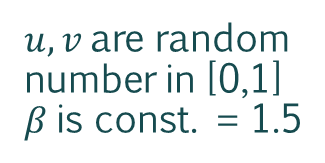 u, v are random
number in [0,1]
β is const. = 1.5